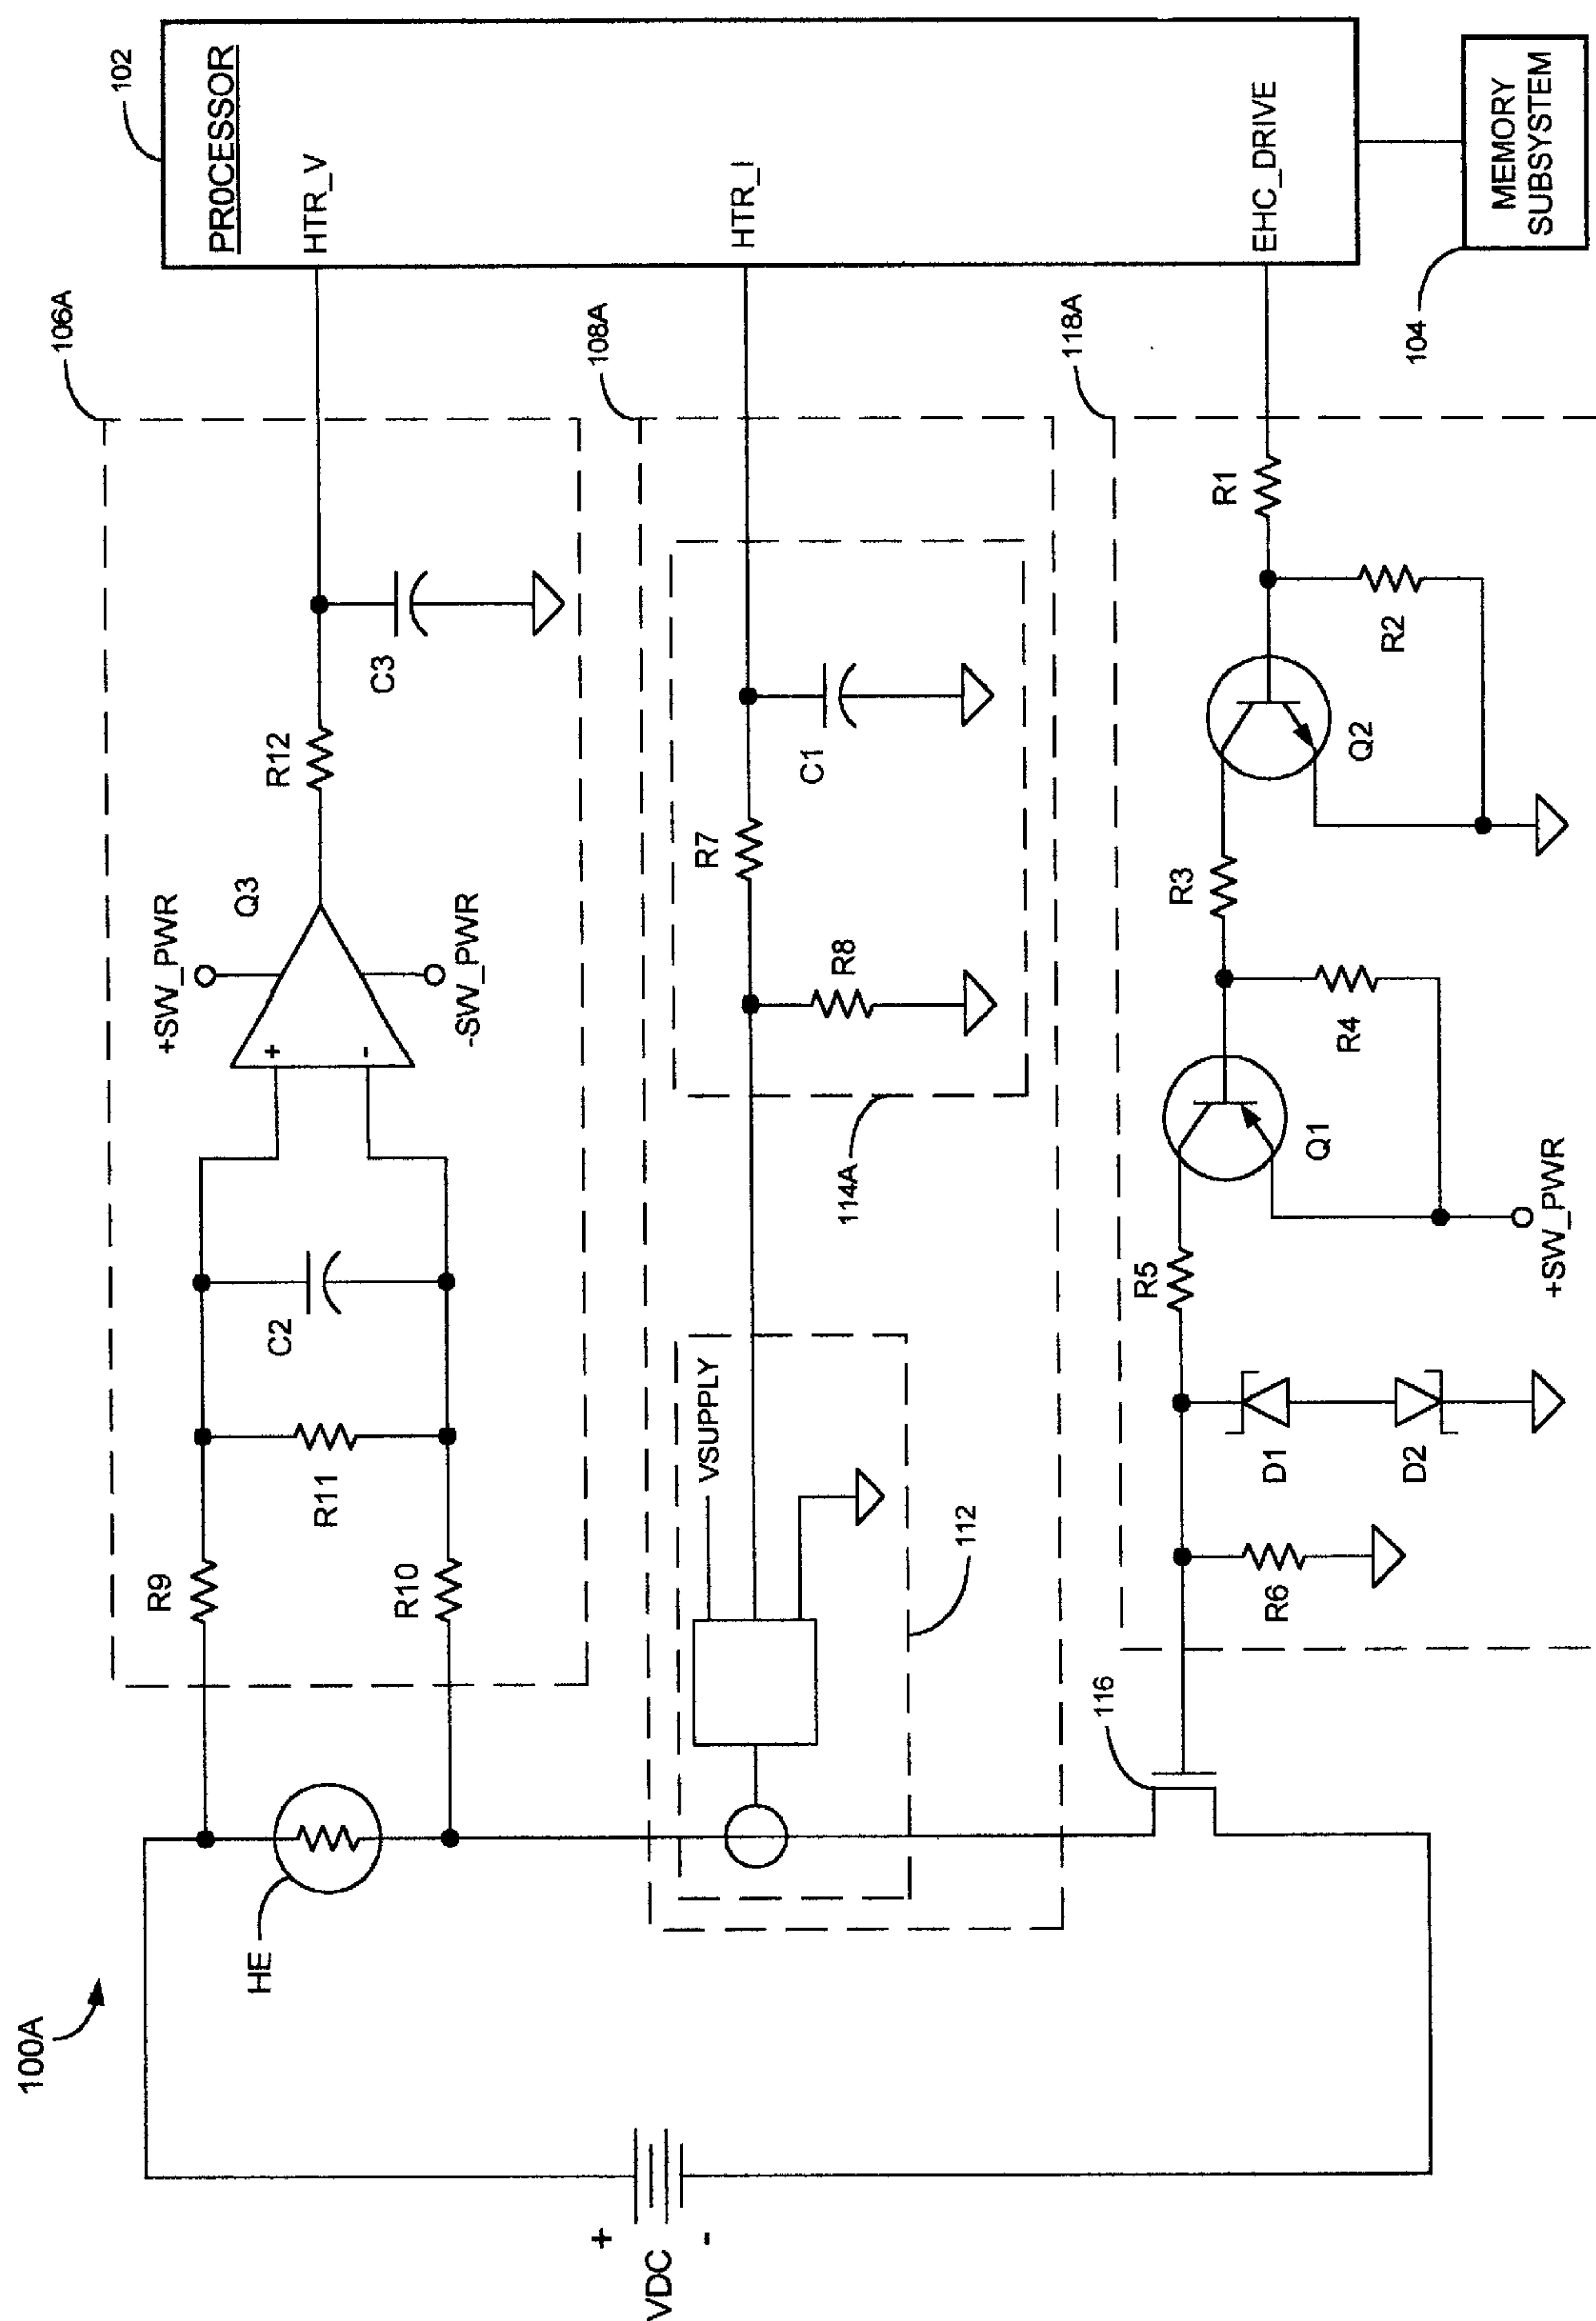 100A
VDC
+
-
HE
106A
R9
R10
R11
C2
+
-
+SW_PWR
-SW_PWR
Q3
R12
C3
108A
112
VSUPPLY
114A
R8
R7
C1
116
118A
R6
D1
D2
R5
Q1
+SW_PWR
R4
R3
Q2
R2
R1
102
PROCESSOR
HTR_V
HTR_I
EHC_DRIVE
104
MEMORY
SUBSYSTEM